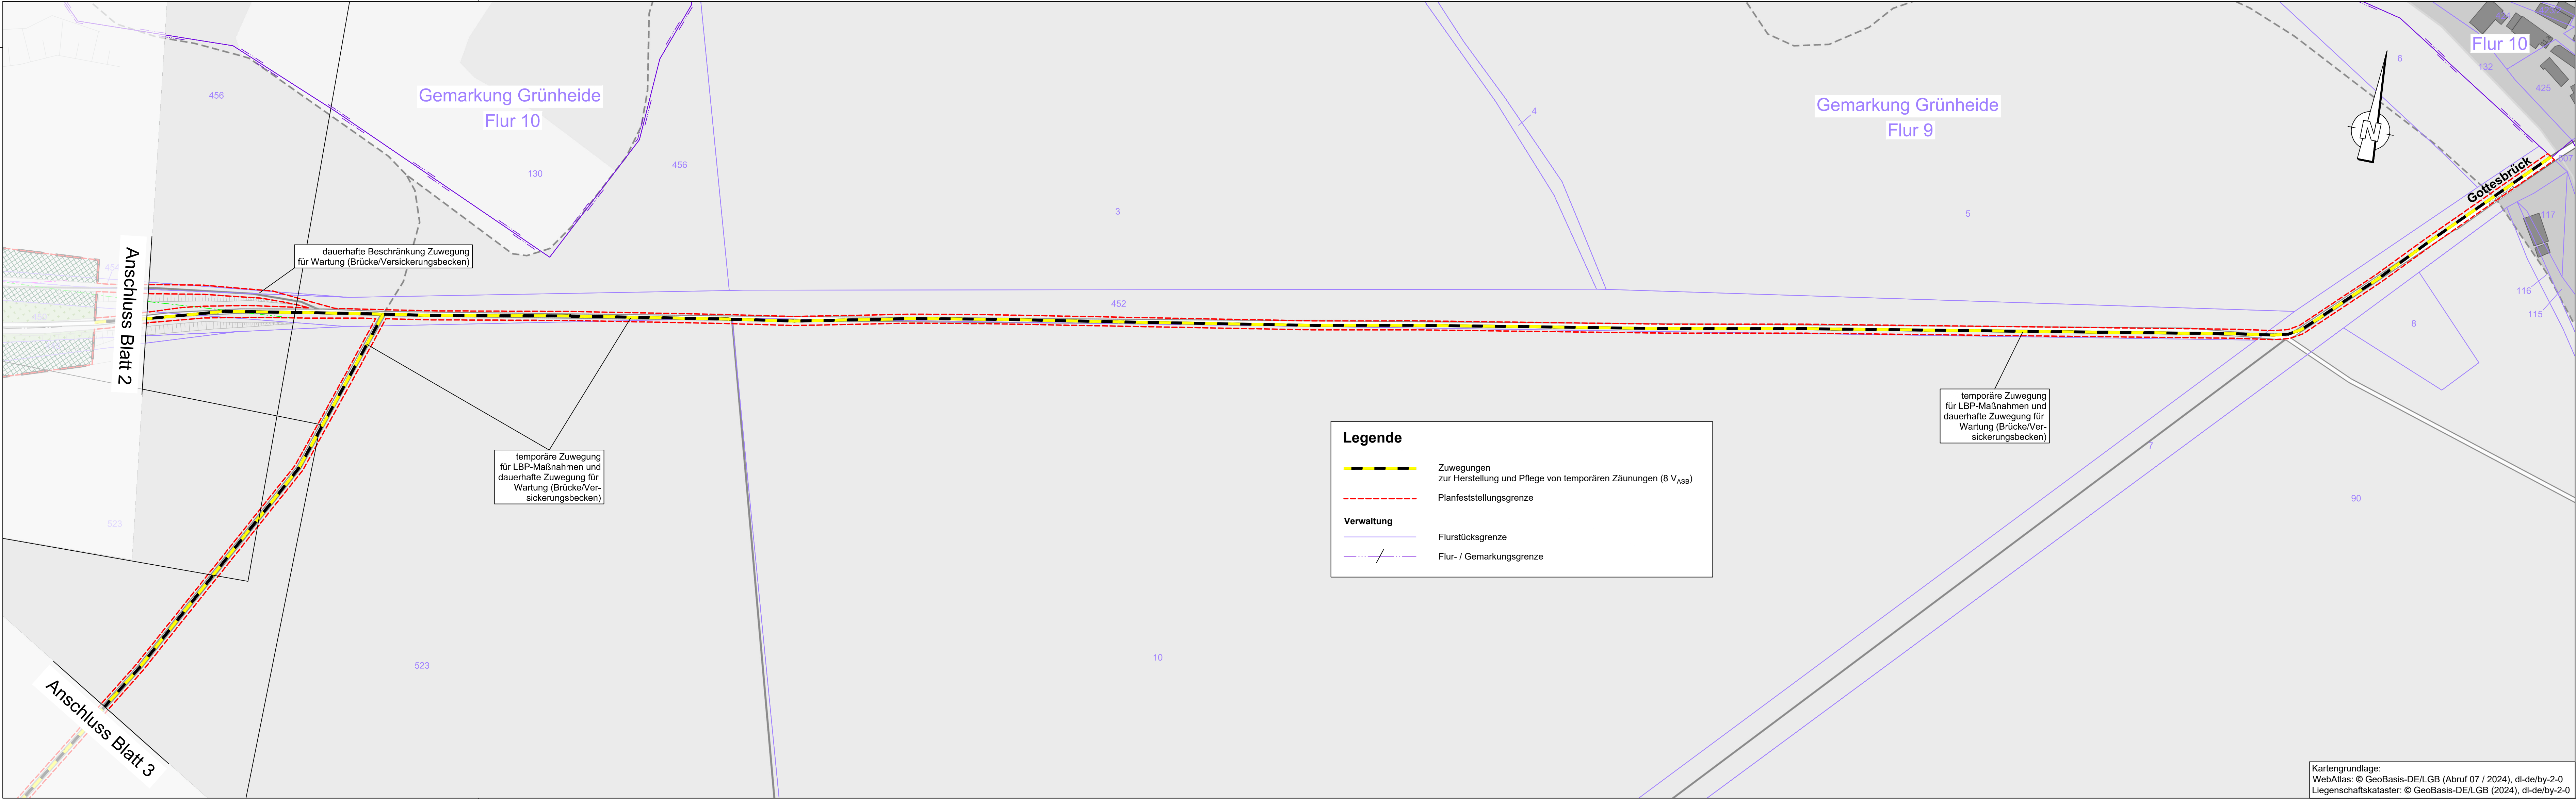 Gemarkung Grünheide
Flur 10
Gemarkung Grünheide
Flur 9
Flur 10
456
130
456
3
4
5
6
132
425
117
116
115
8
7
90
452
523
523
10
Gottesbrück
Anschluss Blatt 2
Anschluss Blatt 3
dauerhafte Beschränkung Zuwegung
für Wartung (Brücke/Versickerungsbecken)
temporäre Zuwegung
für LBP-Maßnahmen und
dauerhafte Zuwegung für
Wartung (Brücke/Ver-
sickerungsbecken)
temporäre Zuwegung
für LBP-Maßnahmen und
dauerhafte Zuwegung für
Wartung (Brücke/Ver-
sickerungsbecken)
N
Legende
Zuwegungen
zur Herstellung und Pflege von temporären Zäunungen (8 VASB)
Planfeststellungsgrenze
Verwaltung
Flurstücksgrenze
Flur- / Gemarkungsgrenze
Kartengrundlage:
WebAtlas: © GeoBasis-DE/LGB (Abruf 07 / 2024), dl-de/by-2-0
Liegenschaftskataster: © GeoBasis-DE/LGB (2024), dl-de/by-2-0.